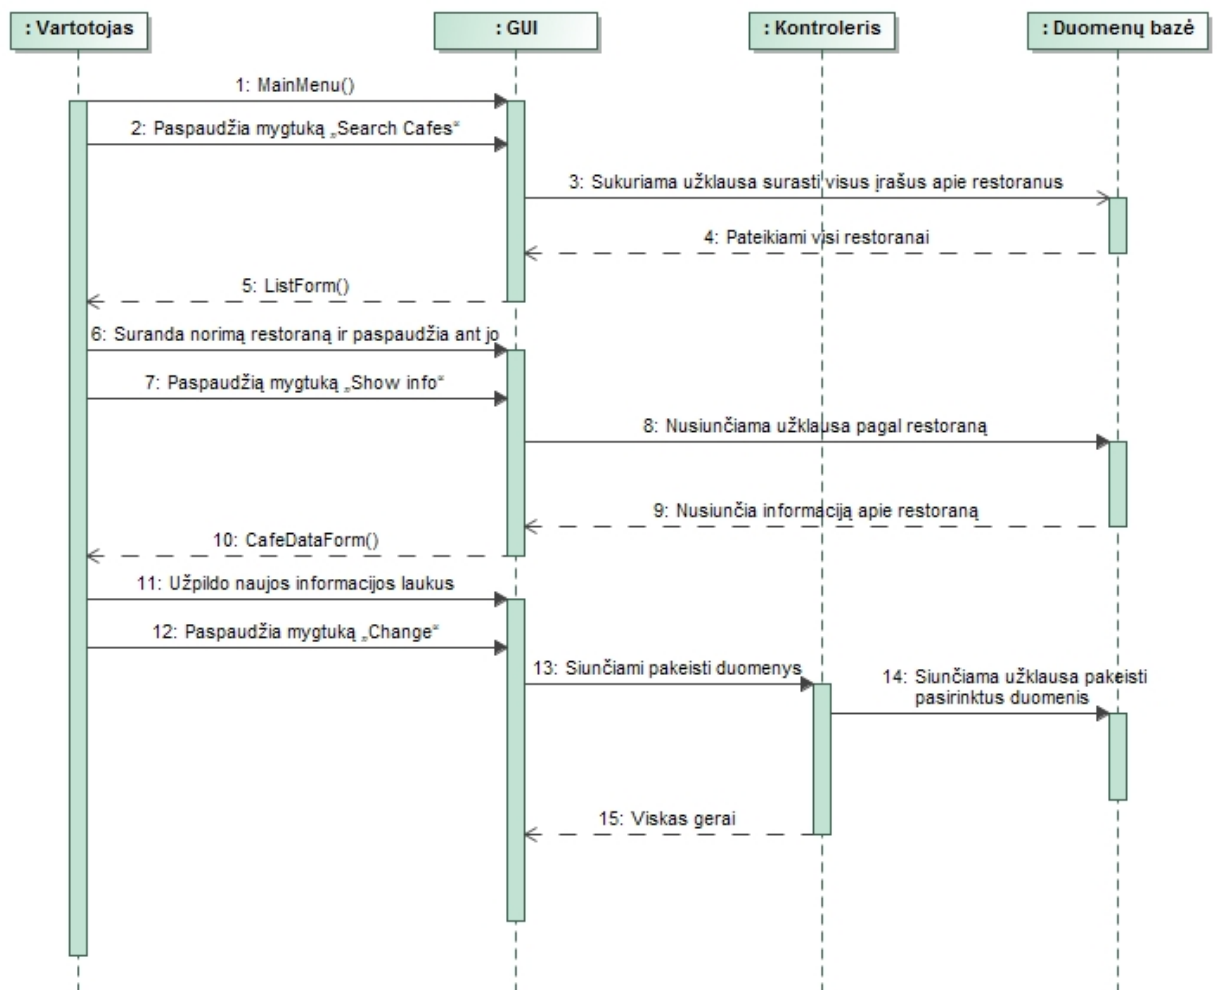 : Vartotojas
: GUI
: Kontroleris
: Duomenų bazė
1: MainMenu()
2: Paspaudžia mygtuką „Search Cafes“
3: Sukuriama užklausa surasti visus įrašus apie restoranus
4: Pateikiami visi restoranai
5: ListForm()
6: Suranda norimą restoraną ir paspaudžia ant jo
7: Paspaudžią mygtuką „Show info“
8: Nusiunčiama užklausa pagal restoraną
9: Nusiunčia informaciją apie restoraną
10: CafeDataForm()
11: Užpildo naujos informacijos laukus
12: Paspaudžia mygtuką „Change“
13: Siunčiami pakeisti duomenys
14: Siunčiama užklausa pakeisti
pasirinktus duomenis
15: Viskas gerai